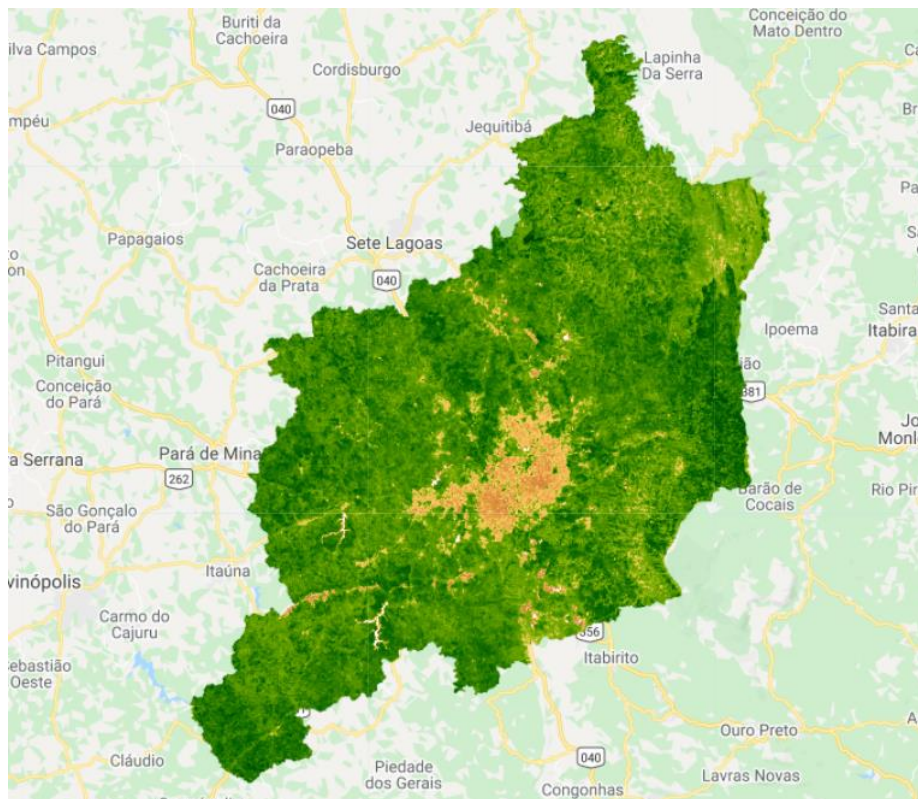 Buriti da
Cachoeira
Conceição do
Mato Dentro
ilva Campos
Cordisburgo
Lapinha
Da Serra
040
Jequitibá
mpéu
Paraopeba
Papagaios
Sete Lagoas
Cachoeira
da Prata
040
Santa
Ipoema
Itabira
Pitangui
Conceição
do Pará
ião
381
a Serrana
Pará de Mina
262
Barão de
Cocais
Rio Pir
São Gonçalo
do Pará
Itaúna
vinópolis
Carmo do
Cajuru
356
Itabirito
Sebastião
Oeste
Ouro Preto
Cláudio
Piedade
dos Gerais
040
Congonhas
Lavras Novas